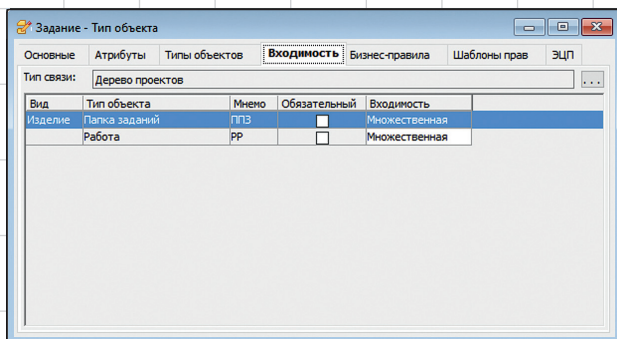 Задание - Тип объекта
Основные Атрибуты Типы объектов Входимость Бизнес-правила Шаблоны прав ЭЦП
Тип связи: Дерево проектов ...
Вид Тип объекта Мнемо Обязательный Входимость
Изделие Папка заданий ППЗ Множественная
Работа РР Множественная